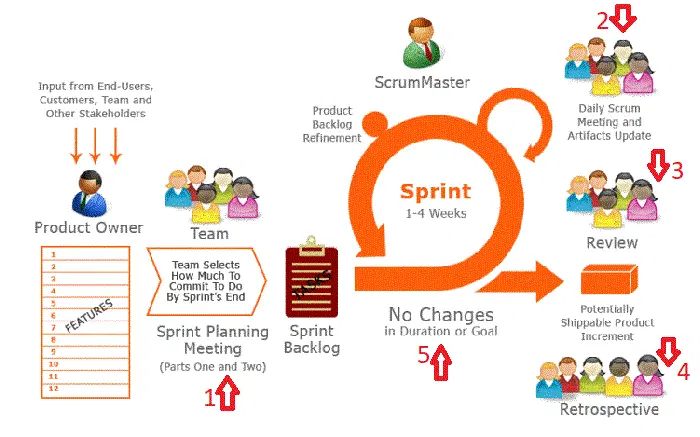 2
ScrumMaster
Input from End-Users,
Customers, Team and
Other Stakeholders
Product
Backlog
Refinement
Daily Scrum
Meeting and
Artifacts Update
3
Sprint
1-4 Weeks
Product Owner
Team
Review
1
2
3
4
5
6
7
8
9
10
11
12
FEATURES
Team Selects
How Much To
Commit To Do
By Sprint's End
TASKS
Sprint Planning
Meeting
(Parts One and Two)
1
Sprint
Backlog
No Changes
in Duration or Goal
5
Potentially
Shippable Product
Increment
4
Retrospective